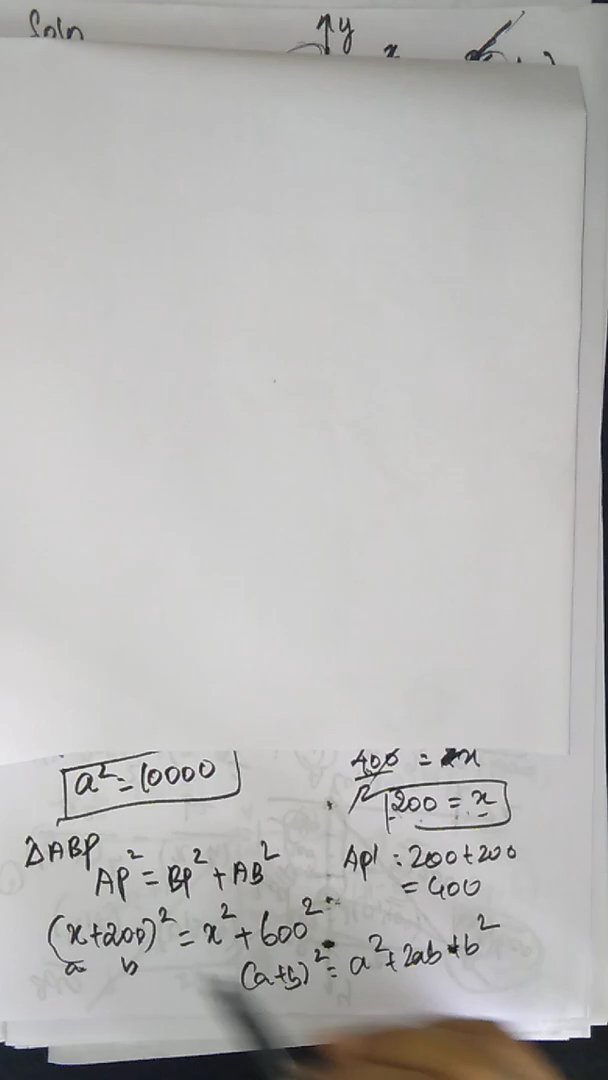 Soln
↑y
x
a² = 10000
400 = x
200 = x
ΔABP
AP² = BP² + AB²
AP' = 200+200
= 400
(x+200)² = x² + 600²
a b
(a+b)² = a² + 2ab + b²